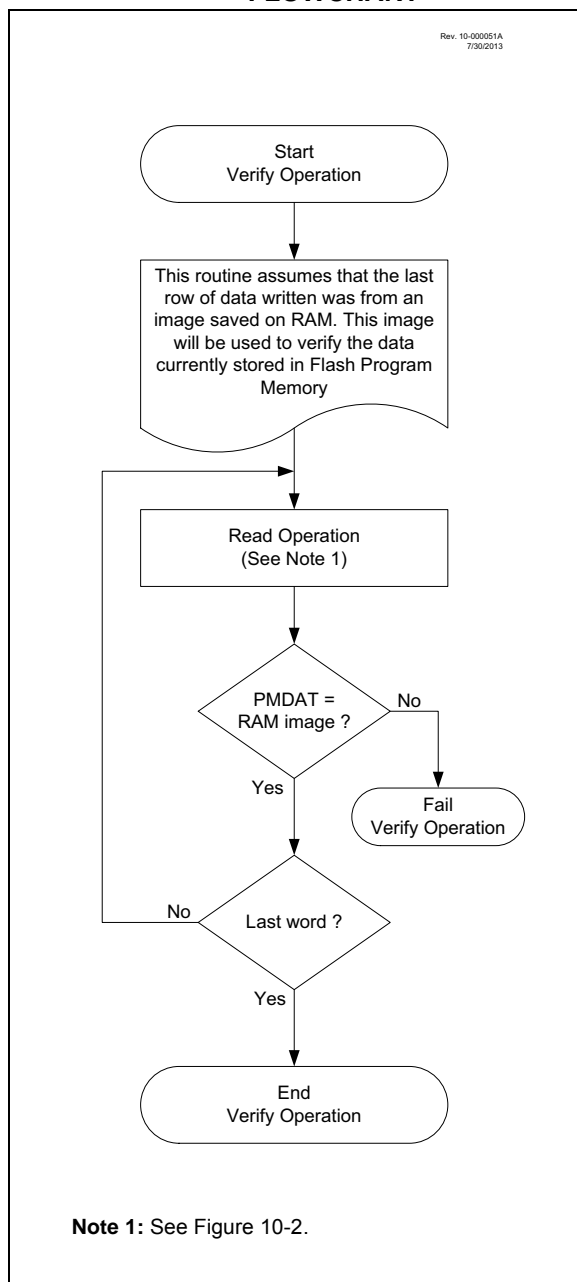 FLOWCHART
Rev. 10-000051A
7/30/2013
Start
Verify Operation
This routine assumes that the last
row of data written was from an
image saved on RAM. This image
will be used to verify the data
currently stored in Flash Program
Memory
Read Operation
(See Note 1)
PMDAT =
RAM image ?
No
Yes
Fail
Verify Operation
No
Last word ?
Yes
End
Verify Operation
Note 1: See Figure 10-2.